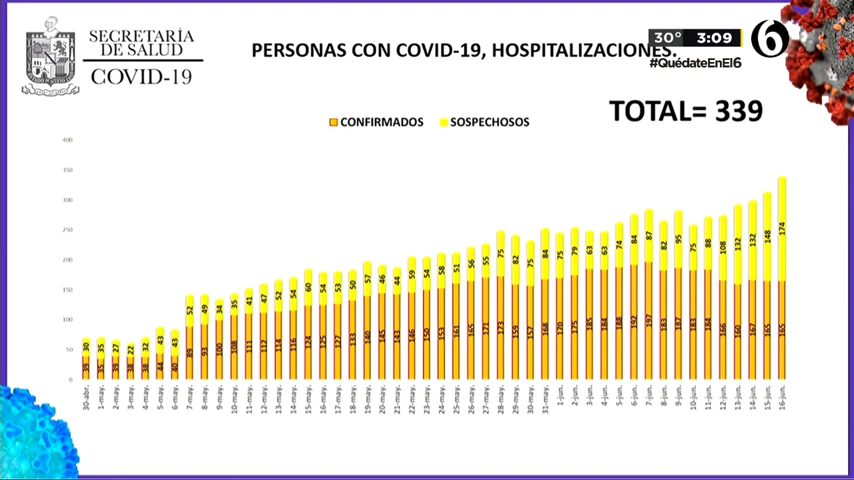 SECRETARÍA
DE SALUD
COVID-19
PERSONAS CON COVID-19, HOSPITALIZACIONES.
30° 3:09
#QuédateEnEl6
6
TOTAL= 339
CONFIRMADOS SOSPECHOSOS
400
350
300
250
200
150
100
50
0
30 35 27 22 32 43 43 52 49 34 35 41 47 52 54 60 54 53 50 57 46 44 59 54 58 51 56 55 75 82 75 84 75 79 63 63 74 84 87 82 95 75 88 108 132 132 148 174
39 35 39 38 38 44 40 89 93 100 108 111 112 114 116 124 125 127 133 140 145 143 146 150 153 161 165 171 173 159 157 168 170 175 185 184 188 192 197 183 187 183 184 166 160 167 165 165
30-abr. 1-may. 2-may. 3-may. 4-may. 5-may. 6-may. 7-may. 8-may. 9-may. 10-may. 11-may. 12-may. 13-may. 14-may. 15-may. 16-may. 17-may. 18-may. 19-may. 20-may. 21-may. 22-may. 23-may. 24-may. 25-may. 26-may. 27-may. 28-may. 29-may. 30-may. 31-may. 1-jun. 2-jun. 3-jun. 4-jun. 5-jun. 6-jun. 7-jun. 8-jun. 9-jun. 10-jun. 11-jun. 12-jun. 13-jun. 14-jun. 15-jun. 16-jun.